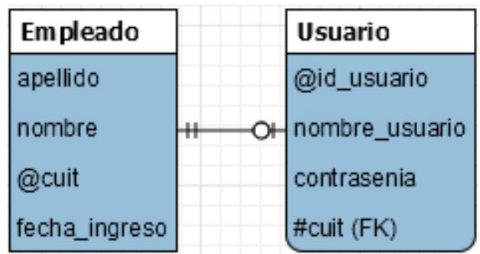 Empleado
apellido
nombre
@cuit
fecha_ingreso
Usuario
@id_usuario
nombre_usuario
contrasenia
#cuit (FK)